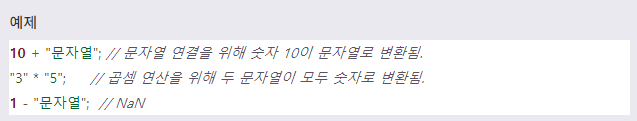 예제
10 + "문자열"; // 문자열 연결을 위해 숫자 10이 문자열로 변환됨.
"3" * "5"; // 곱셈 연산을 위해 두 문자열이 모두 숫자로 변환됨.
1 - "문자열"; // NaN